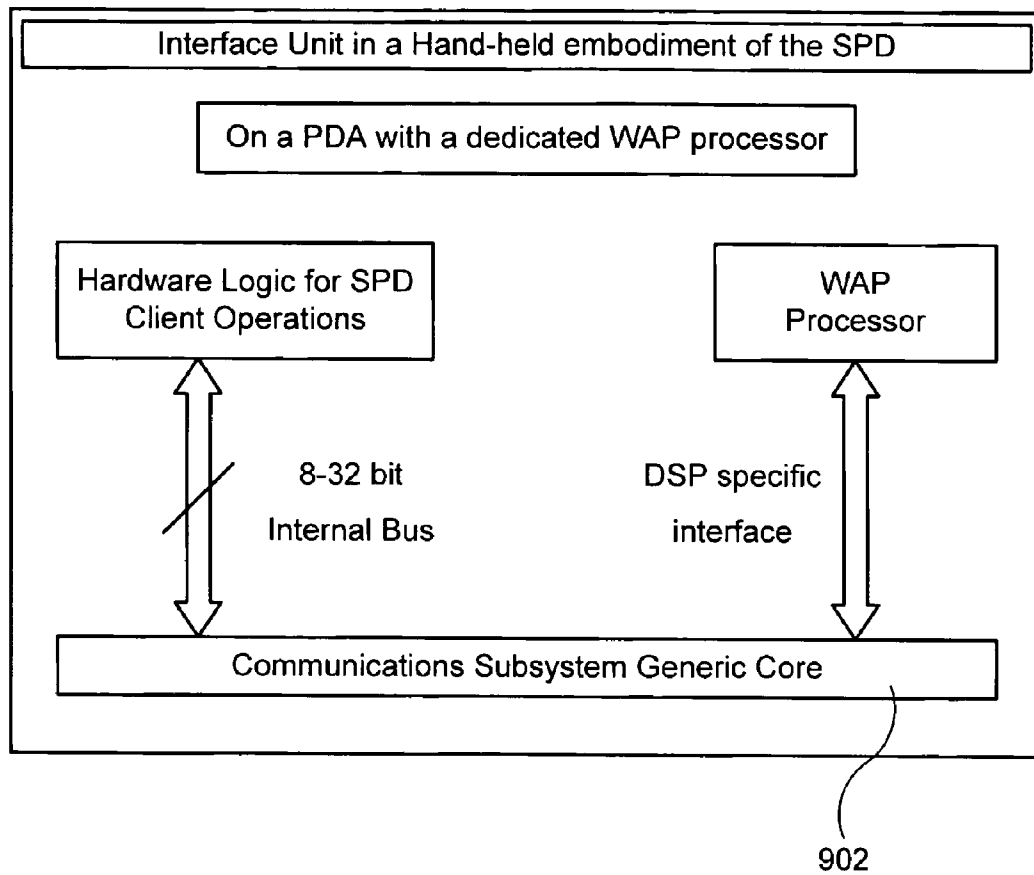 Interface Unit in a Hand-held embodiment of the SPD
On a PDA with a dedicated WAP processor
Hardware Logic for SPD
Client Operations
WAP
Processor
8-32 bit
Internal Bus
DSP specific
interface
Communications Subsystem Generic Core
902